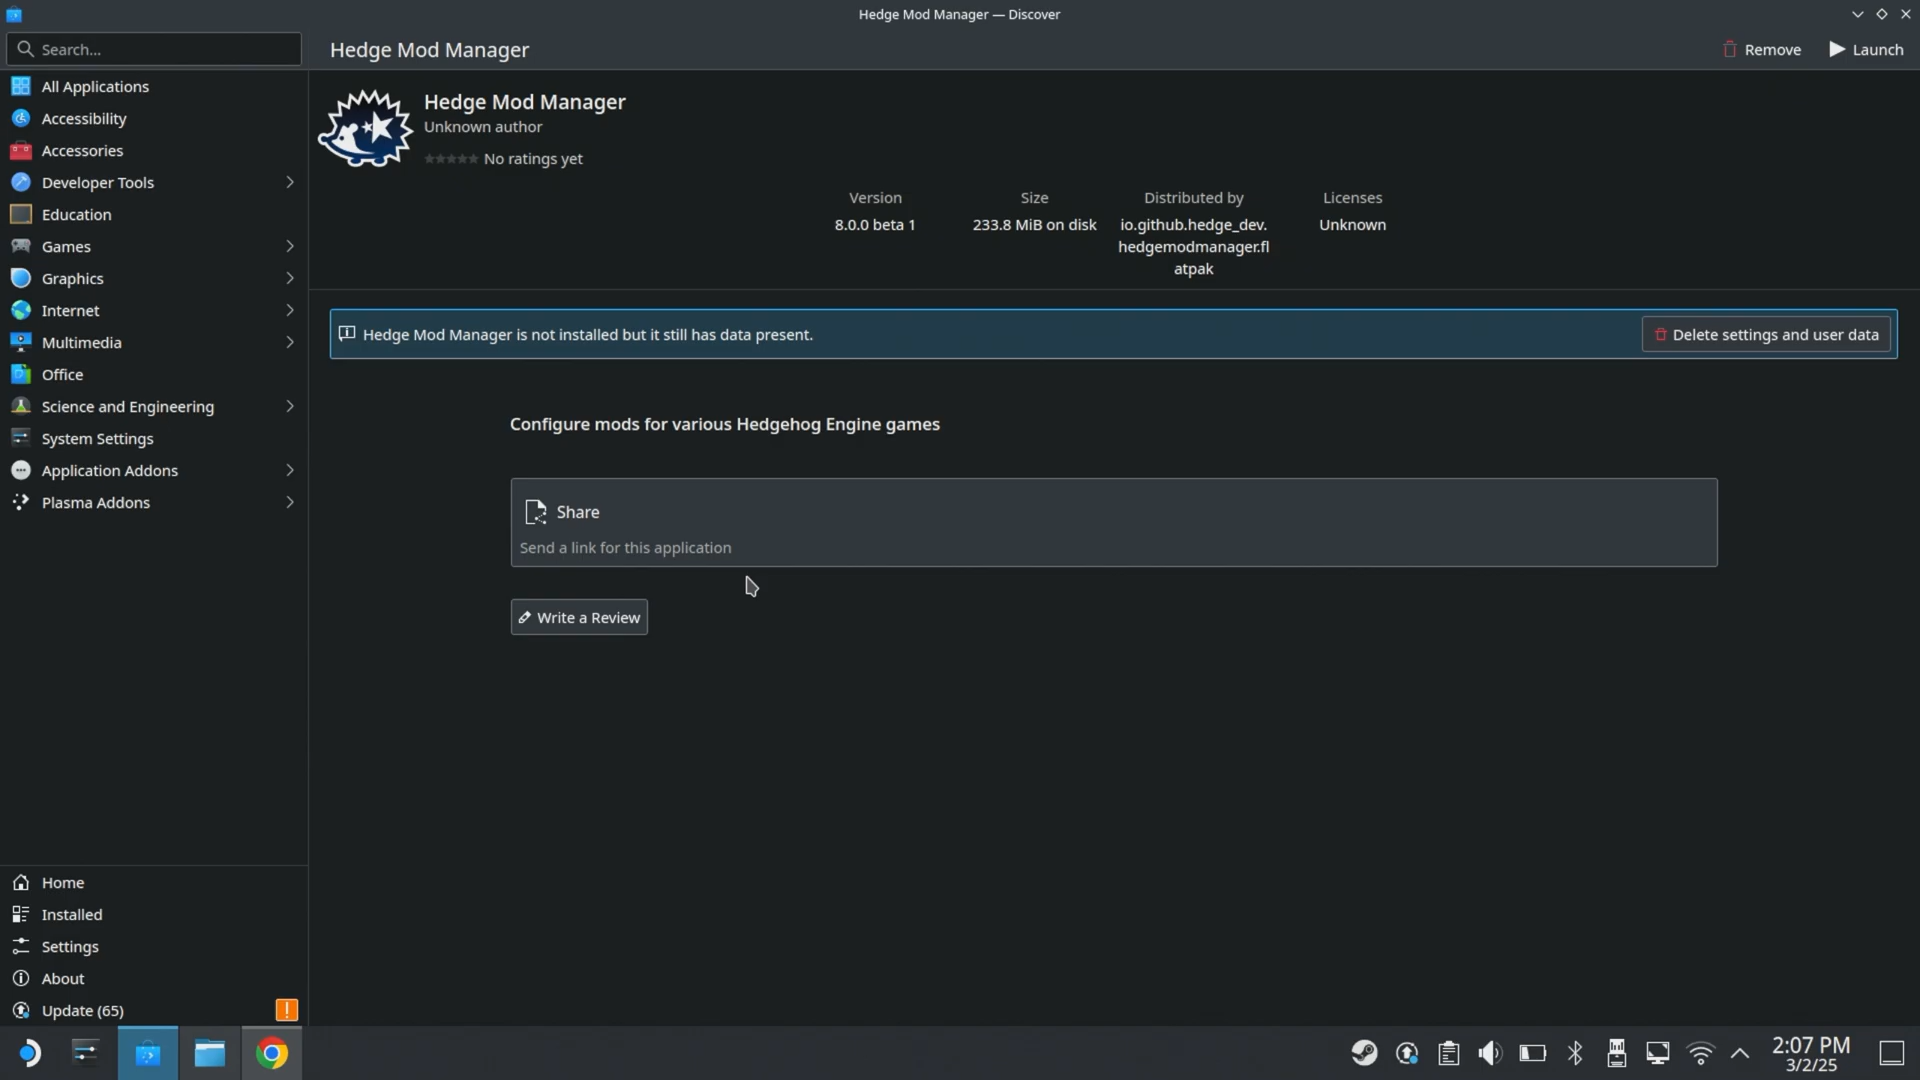 Hedge Mod Manager — Discover
Search...
Hedge Mod Manager
Remove
Launch
All Applications
Accessibility
Accessories
Developer Tools
Education
Games
Graphics
Internet
Multimedia
Office
Science and Engineering
System Settings
Application Addons
Plasma Addons
Hedge Mod Manager
Unknown author
No ratings yet
Version
8.0.0 beta 1
Size
233.8 MiB on disk
Distributed by
io.github.hedge_dev.
hedgemodmanager.fl
atpak
Licenses
Unknown
Hedge Mod Manager is not installed but it still has data present.
Delete settings and user data
Configure mods for various Hedgehog Engine games
Share
Send a link for this application
Write a Review
Home
Installed
Settings
About
Update (65)
2:07 PM
3/2/25